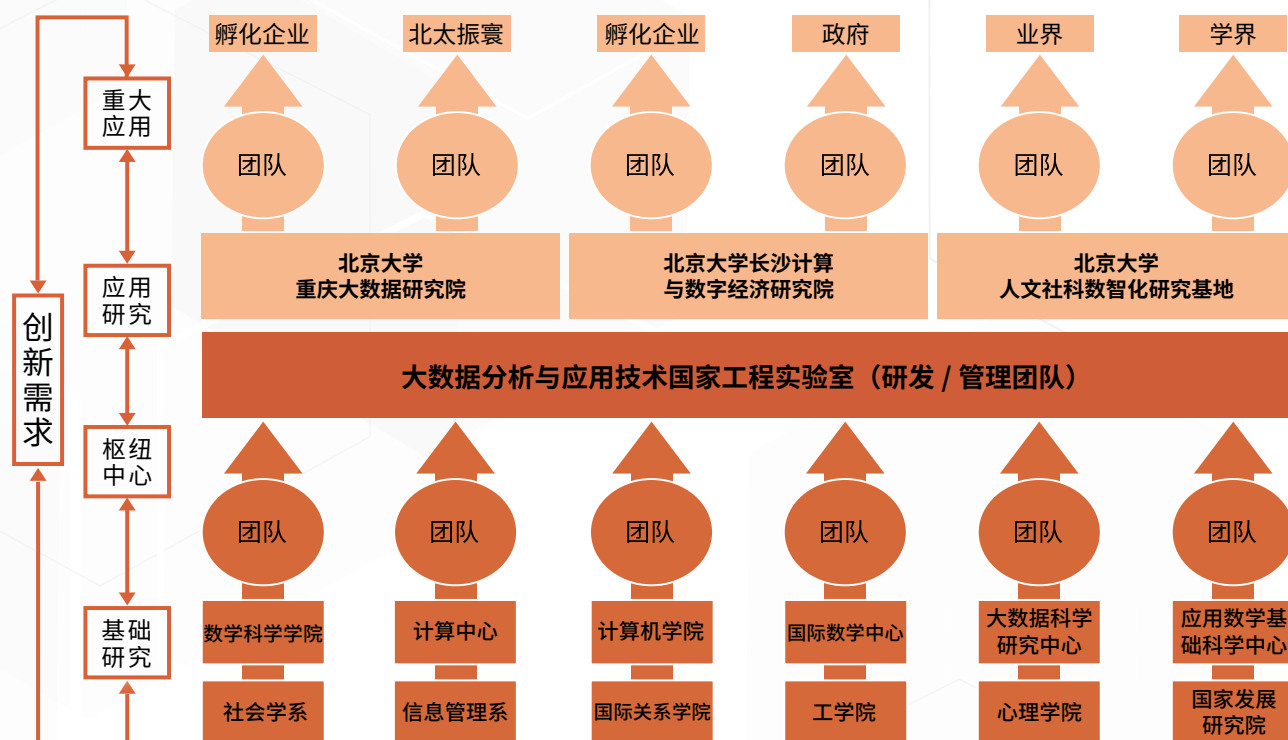 孵化企业
北太振寰
孵化企业
政府
业界
学界
重大
应用
团队
团队
团队
团队
团队
团队
北京大学
重庆大数据研究院
北京大学长沙计算
与数字经济研究院
北京大学
人文社科数智化研究基地
应用
研究
创
新
需
求
大数据分析与应用技术国家工程实验室（研发 / 管理团队）
枢纽
中心
团队
团队
团队
团队
团队
团队
基础
研究
数学科学学院
计算中心
计算机学院
国际数学中心
大数据科学
研究中心
应用数学基
础科学中心
社会学系
信息管理系
国际关系学院
工学院
心理学院
国家发展
研究院